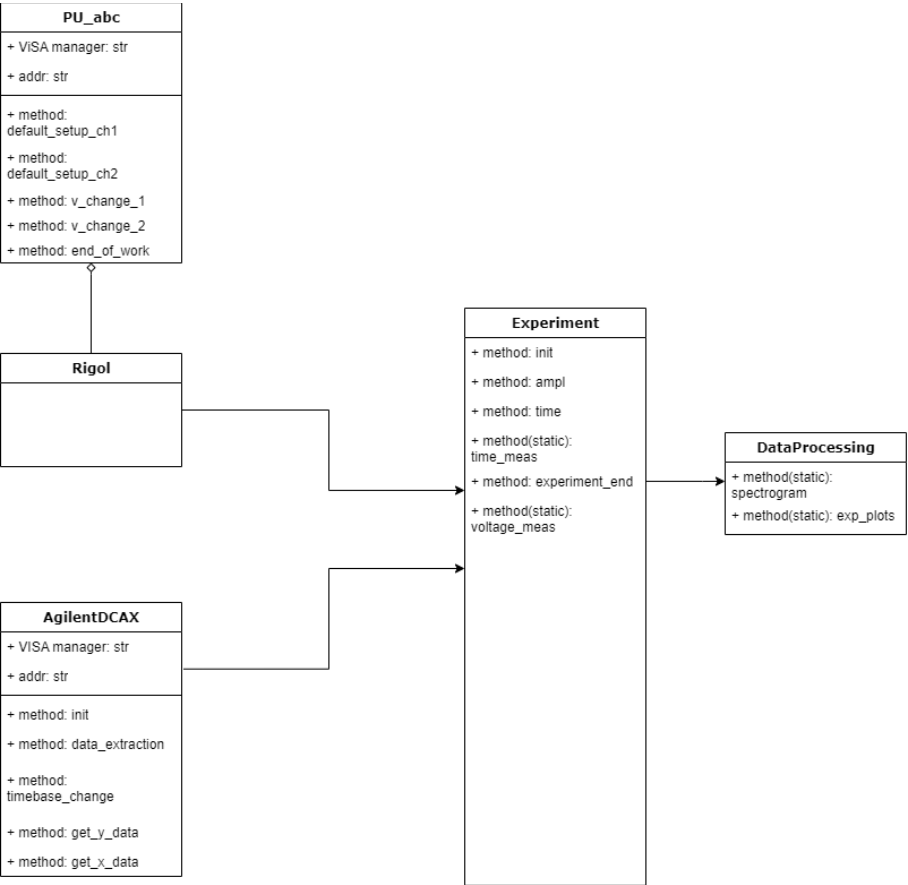 PU_abc
+ ViSA manager: str
+ addr: str
+ method:
default_setup_ch1
+ method:
default_setup_ch2
+ method: v_change_1
+ method: v_change_2
+ method: end_of_work
Rigol
AgilentDCAX
+ VISA manager: str
+ addr: str
+ method: init
+ method: data_extraction
+ method:
timebase_change
+ method: get_y_data
+ method: get_x_data
Experiment
+ method: init
+ method: ampl
+ method: time
+ method(static):
time_meas
+ method: experiment_end
+ method(static):
voltage_meas
DataProcessing
+ method(static):
spectrogram
+ method(static): exp_plots